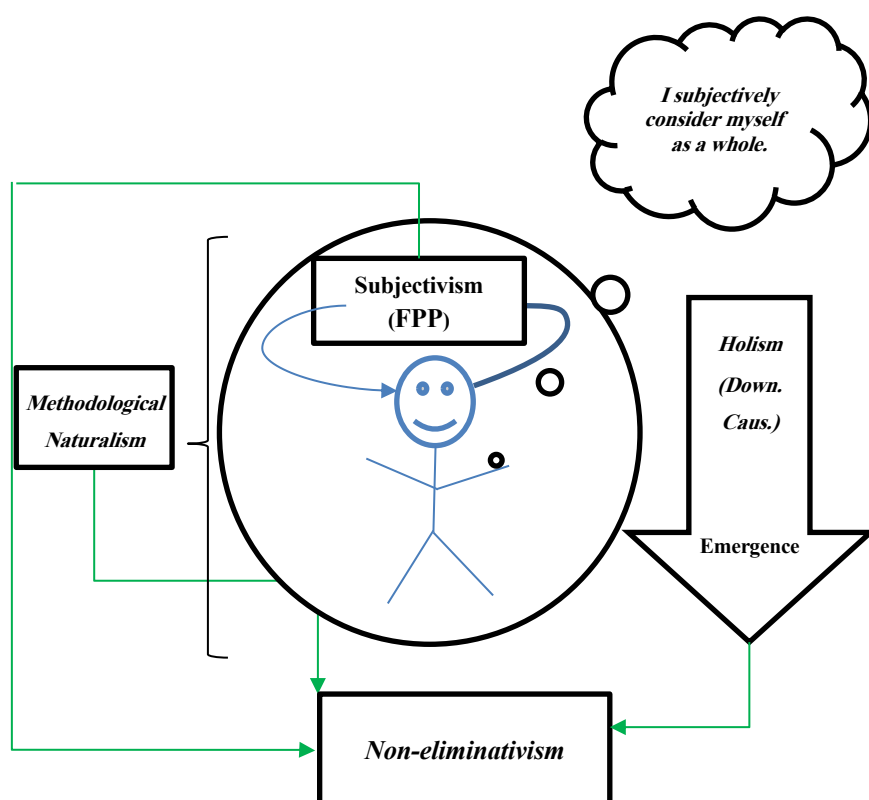 I subjectively
consider myself
as a whole.
Subjectivism
(FPP)
Holism
(Down.
Caus.)
Methodological
Naturalism
Emergence
Non-eliminativism